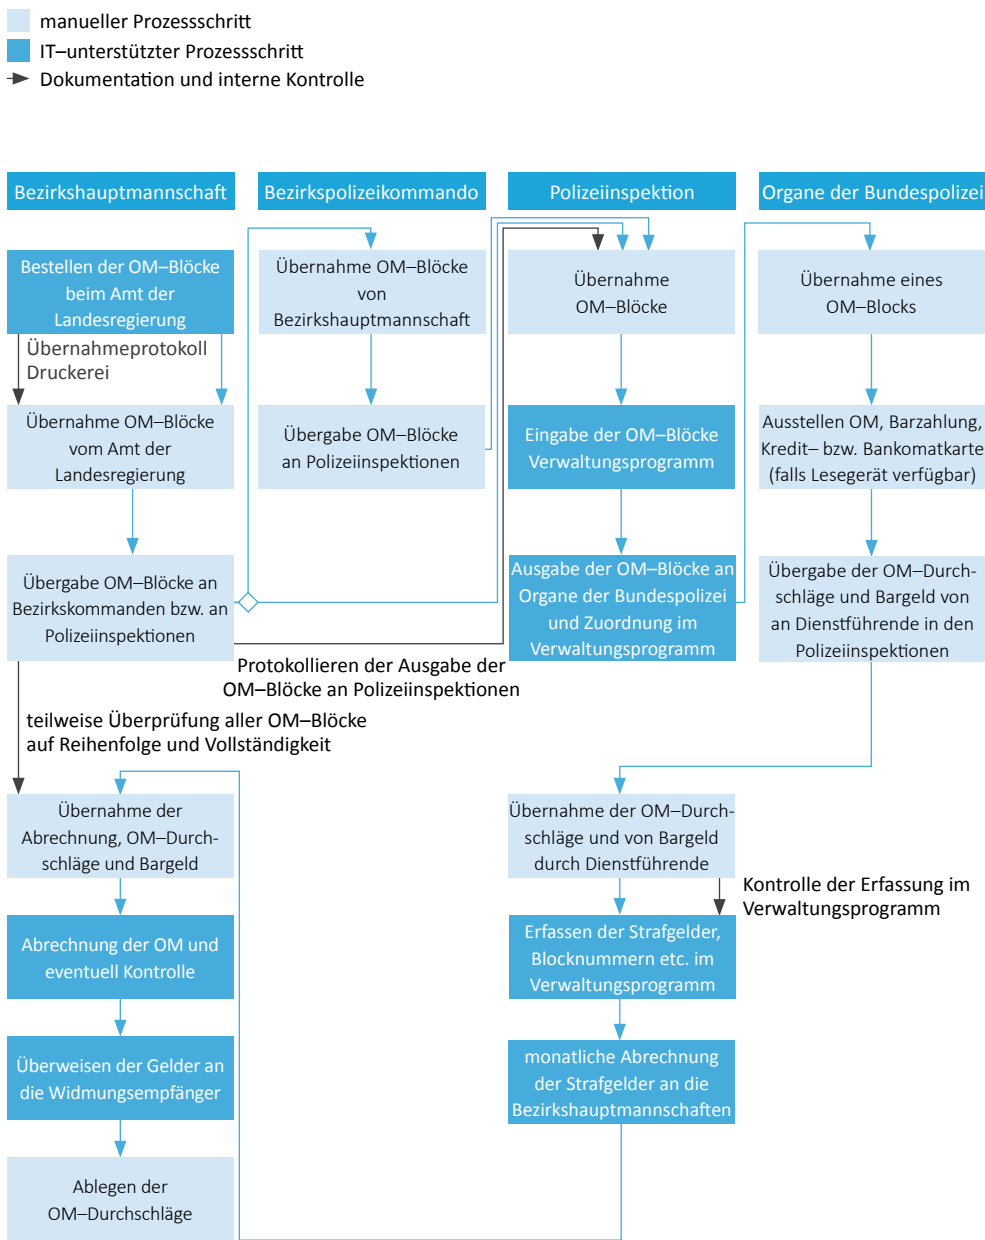 manueller Prozessschritt
IT–unterstützter Prozessschritt
Dokumentation und interne Kontrolle
Bezirkshauptmannschaft
Bezirkspolizeikommando
Polizeiinspektion
Organe der Bundespolizei
Bestellen der OM–Blöcke
beim Amt der
Landesregierung
Übernahmeprotokoll
Druckerei
Übernahme OM–Blöcke
vom Amt der
Landesregierung
Übergabe OM–Blöcke an
Bezirkskommanden bzw. an
Polizeiinspektionen
Übernahme OM–Blöcke
von
Bezirkshauptmannschaft
Übergabe OM–Blöcke
an Polizeiinspektionen
Übernahme
OM–Blöcke
Eingabe der OM–Blöcke
Verwaltungsprogramm
Ausgabe der OM–Blöcke an
Organe der Bundespolizei
und Zuordnung im
Verwaltungsprogramm
Übernahme eines
OM–Blocks
Ausstellen OM, Barzahlung,
Kredit– bzw. Bankomatkarte
(falls Lesegerät verfügbar)
Übergabe der OM–Durch-
schläge und Bargeld von
an Dienstführende in den
Polizeiinspektionen
Protokollieren der Ausgabe der
OM–Blöcke an Polizeiinspektionen
teilweise Überprüfung aller OM–Blöcke
auf Reihenfolge und Vollständigkeit
Übernahme der
Abrechnung, OM–Durch-
schläge und Bargeld
Abrechnung der OM und
eventuell Kontrolle
Überweisen der Gelder an
die Widmungsempfänger
Ablegen der
OM–Durchschläge
Übernahme der OM–Durch-
schläge und von Bargeld
durch Dienstführende
Kontrolle der Erfassung im
Verwaltungsprogramm
Erfassen der Strafgelder,
Blocknummern etc. im
Verwaltungsprogramm
monatliche Abrechnung
der Strafgelder an die
Bezirkshauptmannschaften